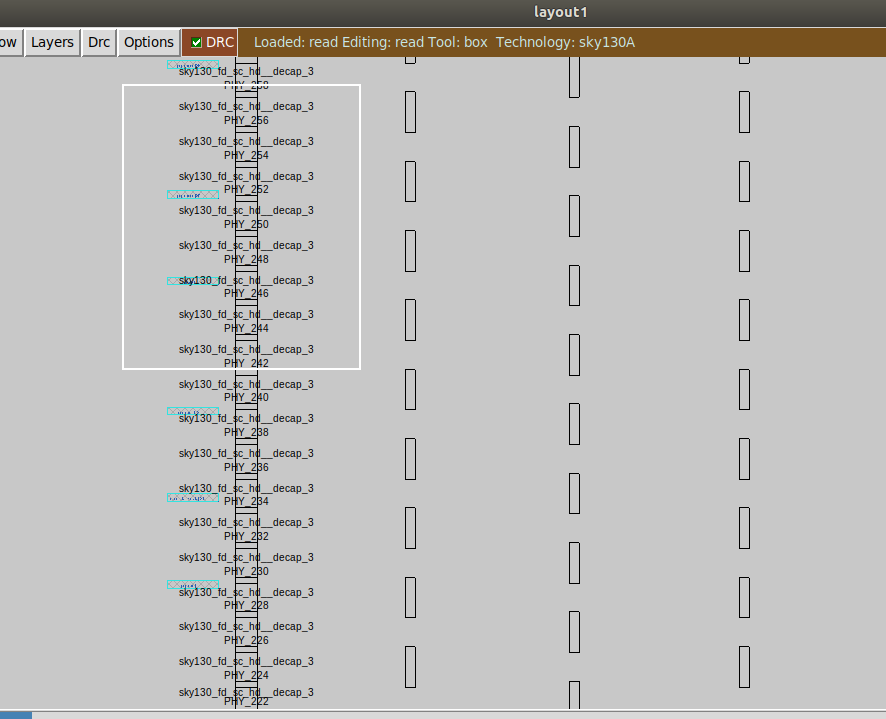 layout1
ow Layers Drc Options DRC Loaded: read Editing: read Tool: box Technology: sky130A
sky130_fd_sc_hd__decap_3
PHY_258
sky130_fd_sc_hd__decap_3
PHY_256
sky130_fd_sc_hd__decap_3
PHY_254
sky130_fd_sc_hd__decap_3
PHY_252
sky130_fd_sc_hd__decap_3
PHY_250
sky130_fd_sc_hd__decap_3
PHY_248
sky130_fd_sc_hd__decap_3
PHY_246
sky130_fd_sc_hd__decap_3
PHY_244
sky130_fd_sc_hd__decap_3
PHY_242
sky130_fd_sc_hd__decap_3
PHY_240
sky130_fd_sc_hd__decap_3
PHY_238
sky130_fd_sc_hd__decap_3
PHY_236
sky130_fd_sc_hd__decap_3
PHY_234
sky130_fd_sc_hd__decap_3
PHY_232
sky130_fd_sc_hd__decap_3
PHY_230
sky130_fd_sc_hd__decap_3
PHY_228
sky130_fd_sc_hd__decap_3
PHY_226
sky130_fd_sc_hd__decap_3
PHY_224
sky130_fd_sc_hd__decap_3
PHY_222